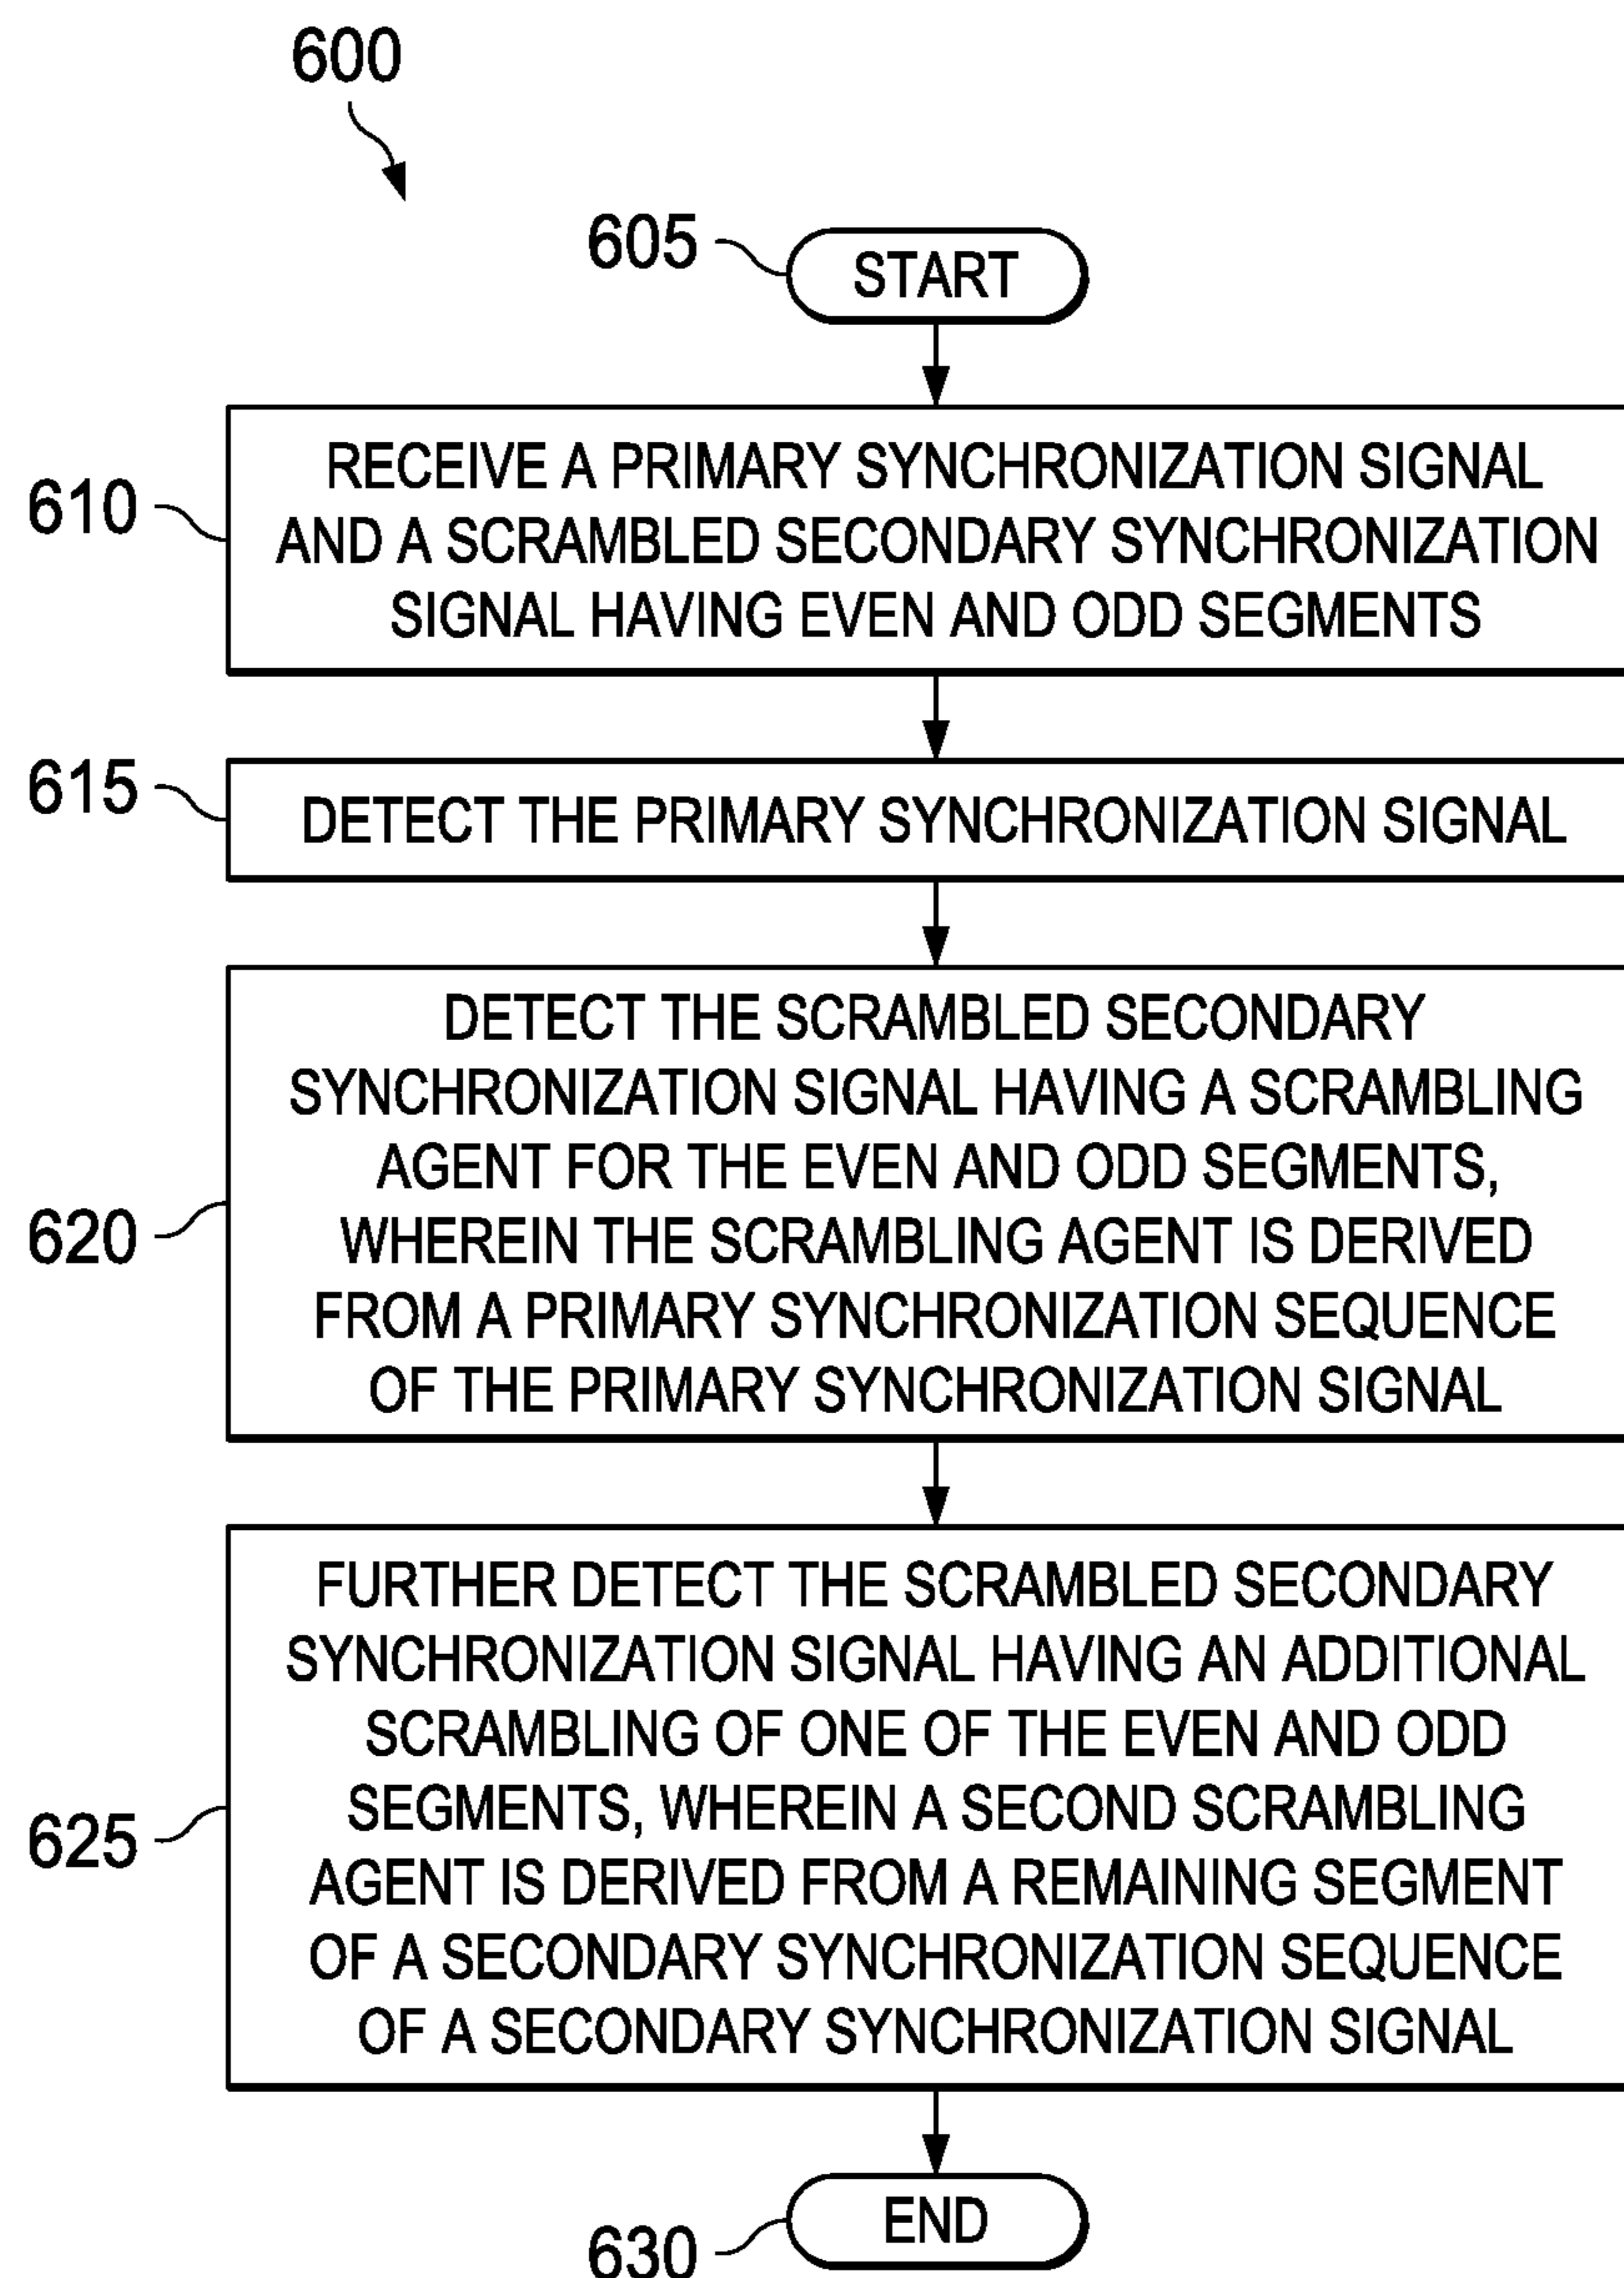 600
605
START
610
RECEIVE A PRIMARY SYNCHRONIZATION SIGNAL
AND A SCRAMBLED SECONDARY SYNCHRONIZATION
SIGNAL HAVING EVEN AND ODD SEGMENTS
615
DETECT THE PRIMARY SYNCHRONIZATION SIGNAL
620
DETECT THE SCRAMBLED SECONDARY
SYNCHRONIZATION SIGNAL HAVING A SCRAMBLING
AGENT FOR THE EVEN AND ODD SEGMENTS,
WHEREIN THE SCRAMBLING AGENT IS DERIVED
FROM A PRIMARY SYNCHRONIZATION SEQUENCE
OF THE PRIMARY SYNCHRONIZATION SIGNAL
625
FURTHER DETECT THE SCRAMBLED SECONDARY
SYNCHRONIZATION SIGNAL HAVING AN ADDITIONAL
SCRAMBLING OF ONE OF THE EVEN AND ODD
SEGMENTS, WHEREIN A SECOND SCRAMBLING
AGENT IS DERIVED FROM A REMAINING SEGMENT
OF A SECONDARY SYNCHRONIZATION SEQUENCE
OF A SECONDARY SYNCHRONIZATION SIGNAL
END
630